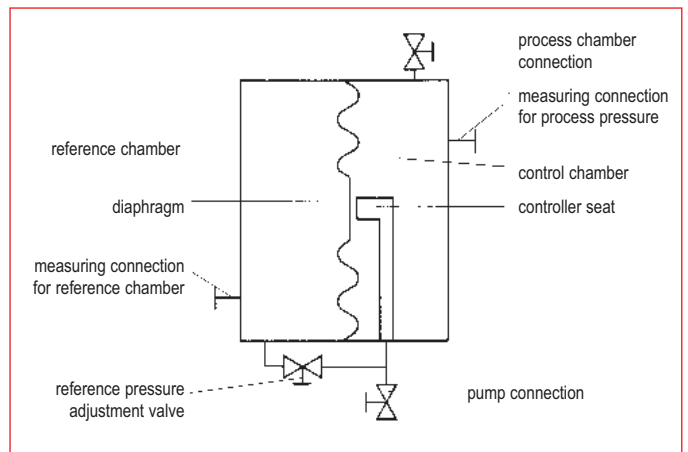 process chamber
connection
measuring connection
for process pressure
reference chamber
control chamber
diaphragm
controller seat
measuring connection
for reference chamber
reference pressure
adjustment valve
pump connection